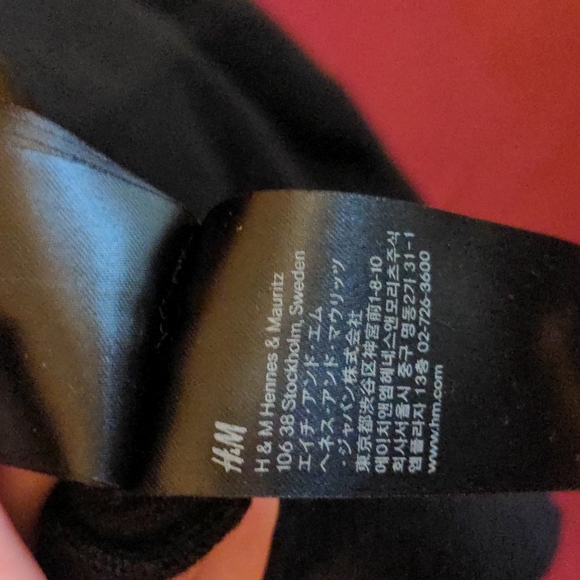 H&M
H & M Hennes & Mauritz
106 38 Stockholm, Sweden
エイチ・アンド・エム
ヘネス・アンド・マウリッツ
・ジャパン株式会社
東京都渋谷区神宮前1-8-10
에이치앤엠헤네스앤모리츠주식
회사서울시 중구 명동2가 31-1
엠플라자 13층 02-726-3600
www.hm.com